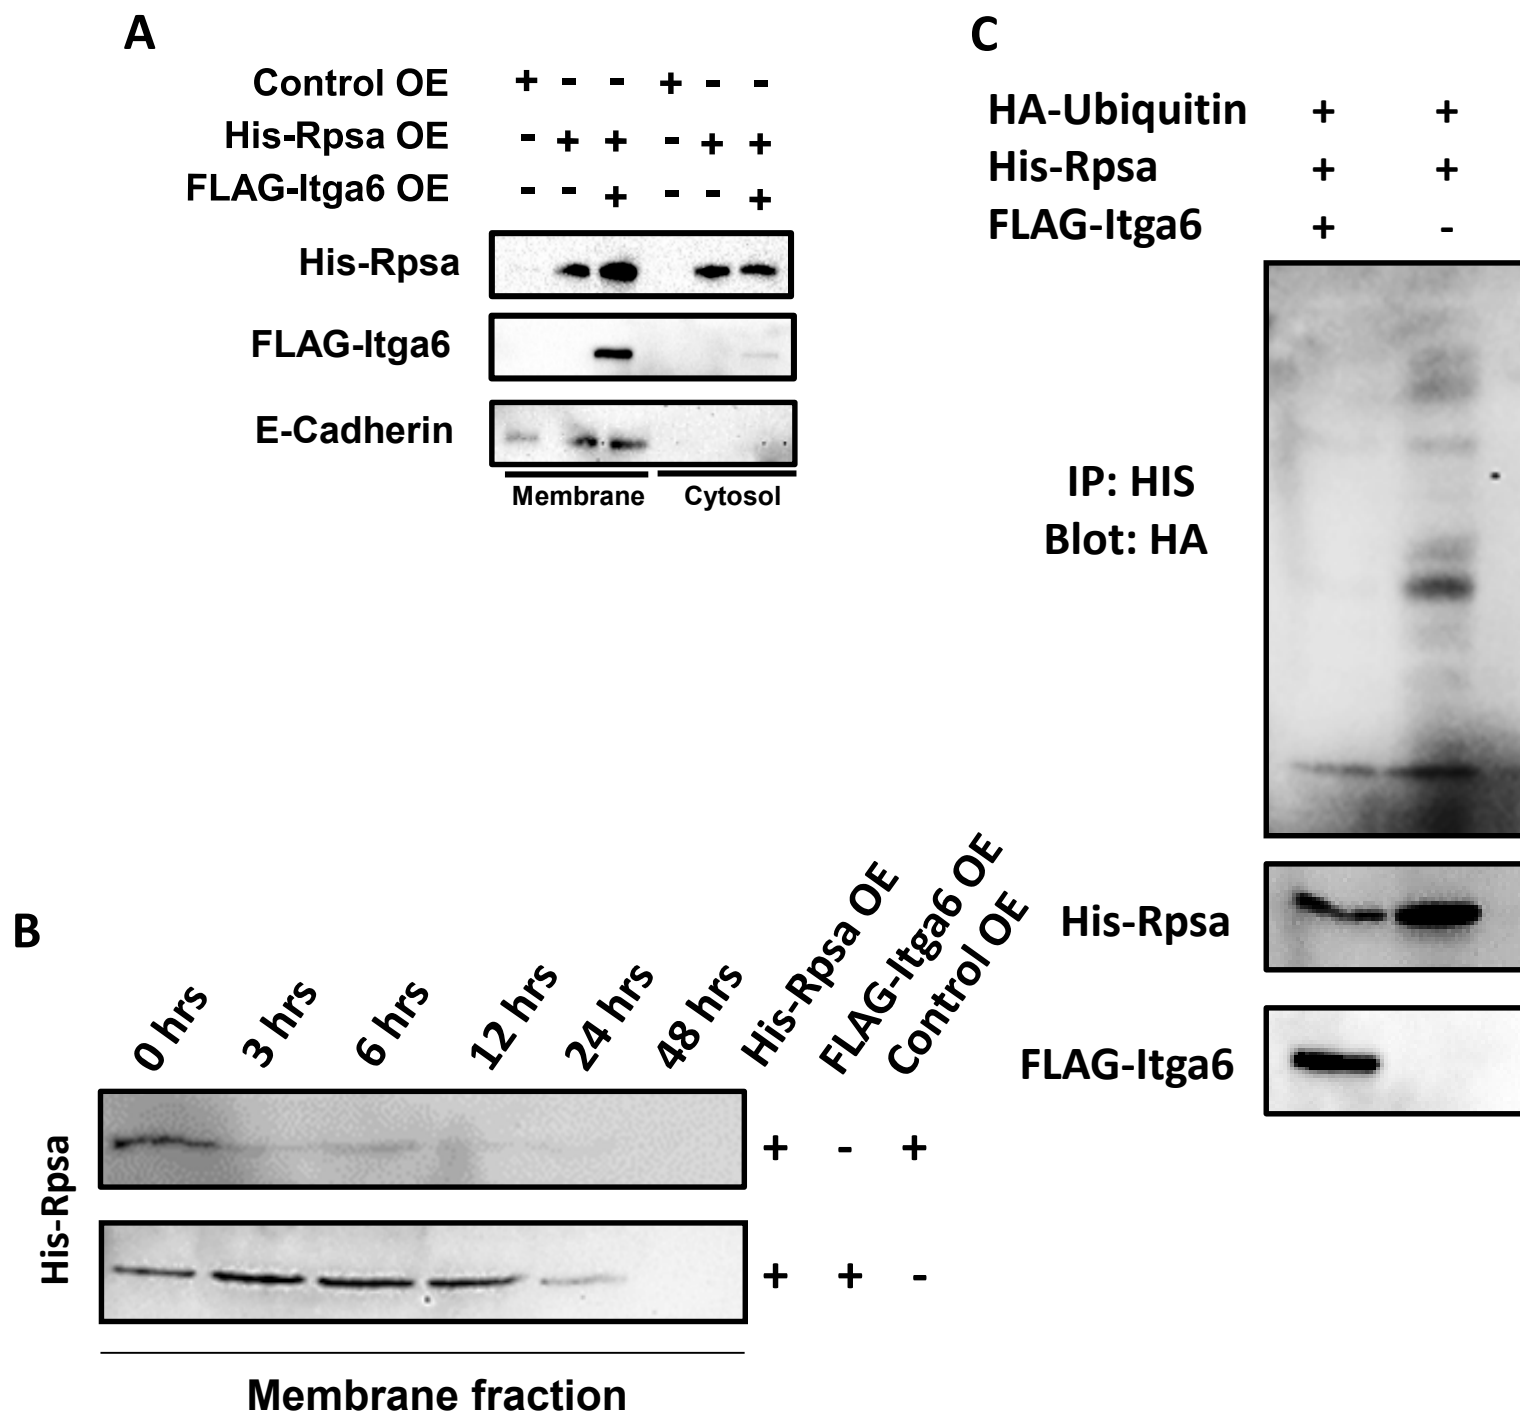 A
Control OE + - - + - -
His-Rpsa OE - + + - + +
FLAG-Itga6 OE - - + - - +
His-Rpsa
FLAG-Itga6
E-Cadherin
Membrane Cytosol
C
HA-Ubiquitin + +
His-Rpsa + +
FLAG-Itga6 + -
IP: HIS
Blot: HA
His-Rpsa
FLAG-Itga6
B
0 hrs
3 hrs
6 hrs
12 hrs
24 hrs
48 hrs
His-Rpsa OE
FLAG-Itga6 OE
Control OE
His-Rpsa
+ - +
+ + -
Membrane fraction